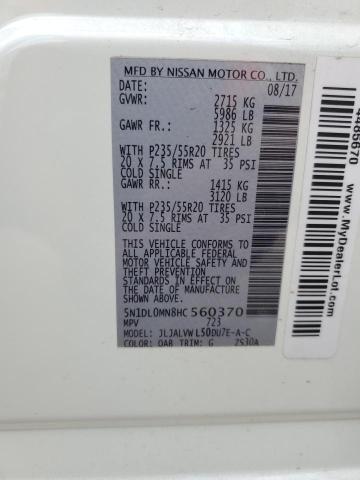 MFD BY NISSAN MOTOR CO., LTD.
DATE: 08/17
GVWR: 2715 KG
5986 LB
GAWR FR.: 1325 KG
2921 LB
WITH P235/55R20 TIRES
20 X 7.5 RIMS AT 35 PSI
COLD SINGLE
GAWR RR.: 1415 KG
3120 LB
WITH P235/55R20 TIRES
20 X 7.5 RIMS AT 35 PSI
COLD SINGLE
THIS VEHICLE CONFORMS TO
ALL APPLICABLE FEDERAL
MOTOR VEHICLE SAFETY AND
THEFT PREVENTION STANDARDS
IN EFFECT ON THE DATE OF
MANUFACTURE SHOWN ABOVE.
5N1DL0MN8HC560370
MPV 723
MODEL: JLJALVWL50DU7E-A-C
COLOR: QAB TRIM: G ZS30A
www.MyDealerLot.com